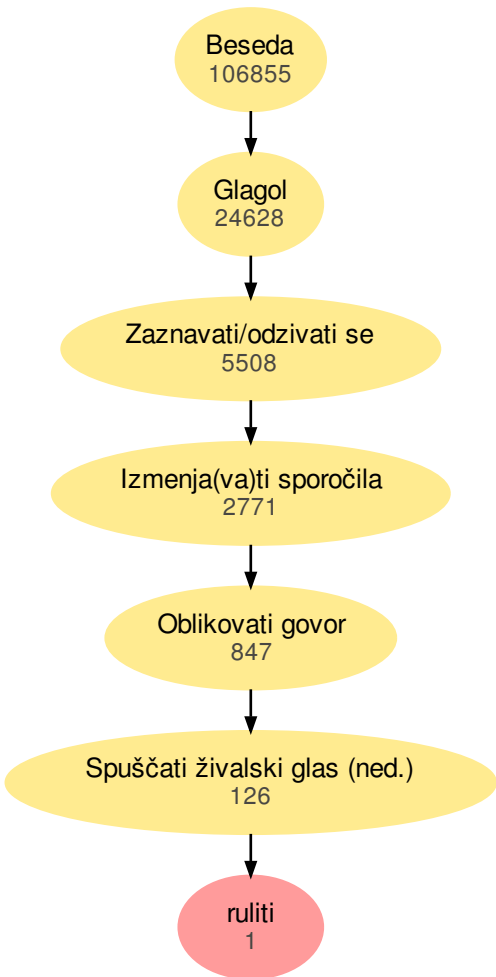 Beseda
106855
Glagol
24628
Zaznavati/odzivati se
5508
Izmenja(va)ti sporočila
2771
Oblikovati govor
847
Spuščati živalski glas (ned.)
126
ruliti
1